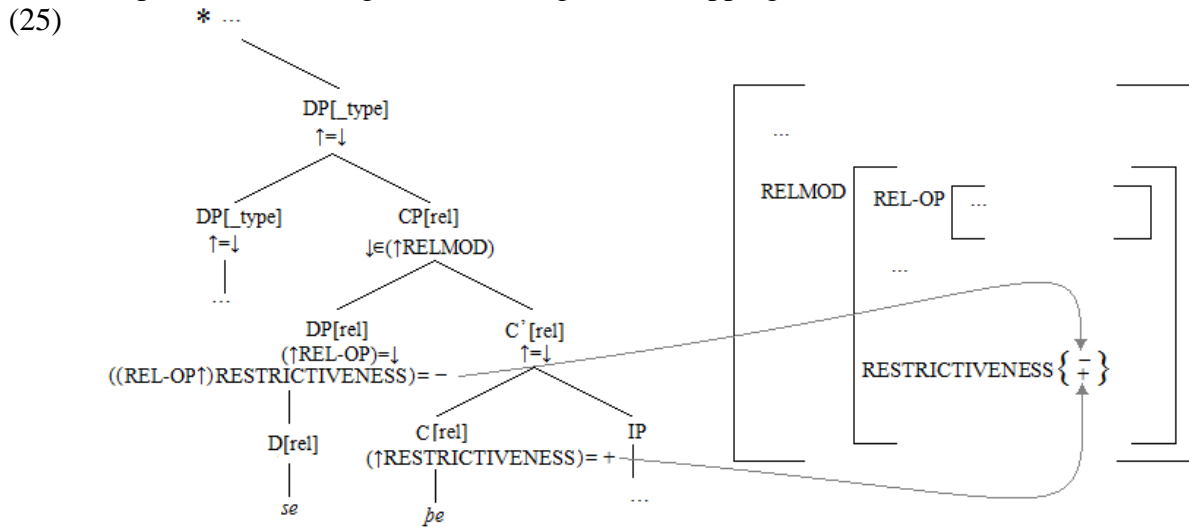 (25)
* ...
DP[_type]
↑=↓
DP[_type] CP[rel]
↑=↓ ↓∈(↑RELMOD)
...
DP[rel] C’[rel]
(↑REL-OP)=↓ ↑=↓
((REL-OP↑)RESTRICTIVENESS)= −
D[rel] C[rel] IP
(↑RESTRICTIVENESS)= +
se þe ...
...
RELMOD REL-OP ...
...
RESTRICTIVENESS { − + }